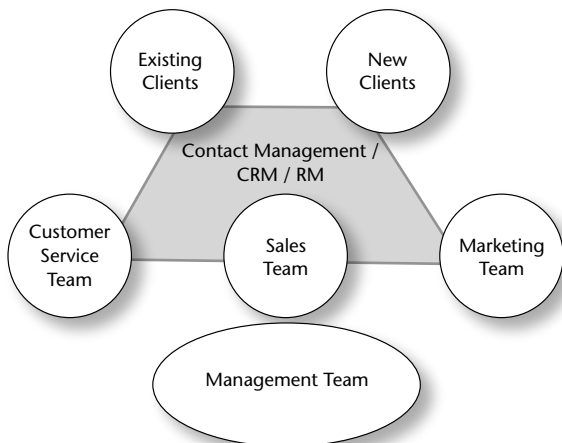 Existing
Clients
New
Clients
Contact Management /
CRM / RM
Customer
Service
Team
Sales
Team
Marketing
Team
Management Team